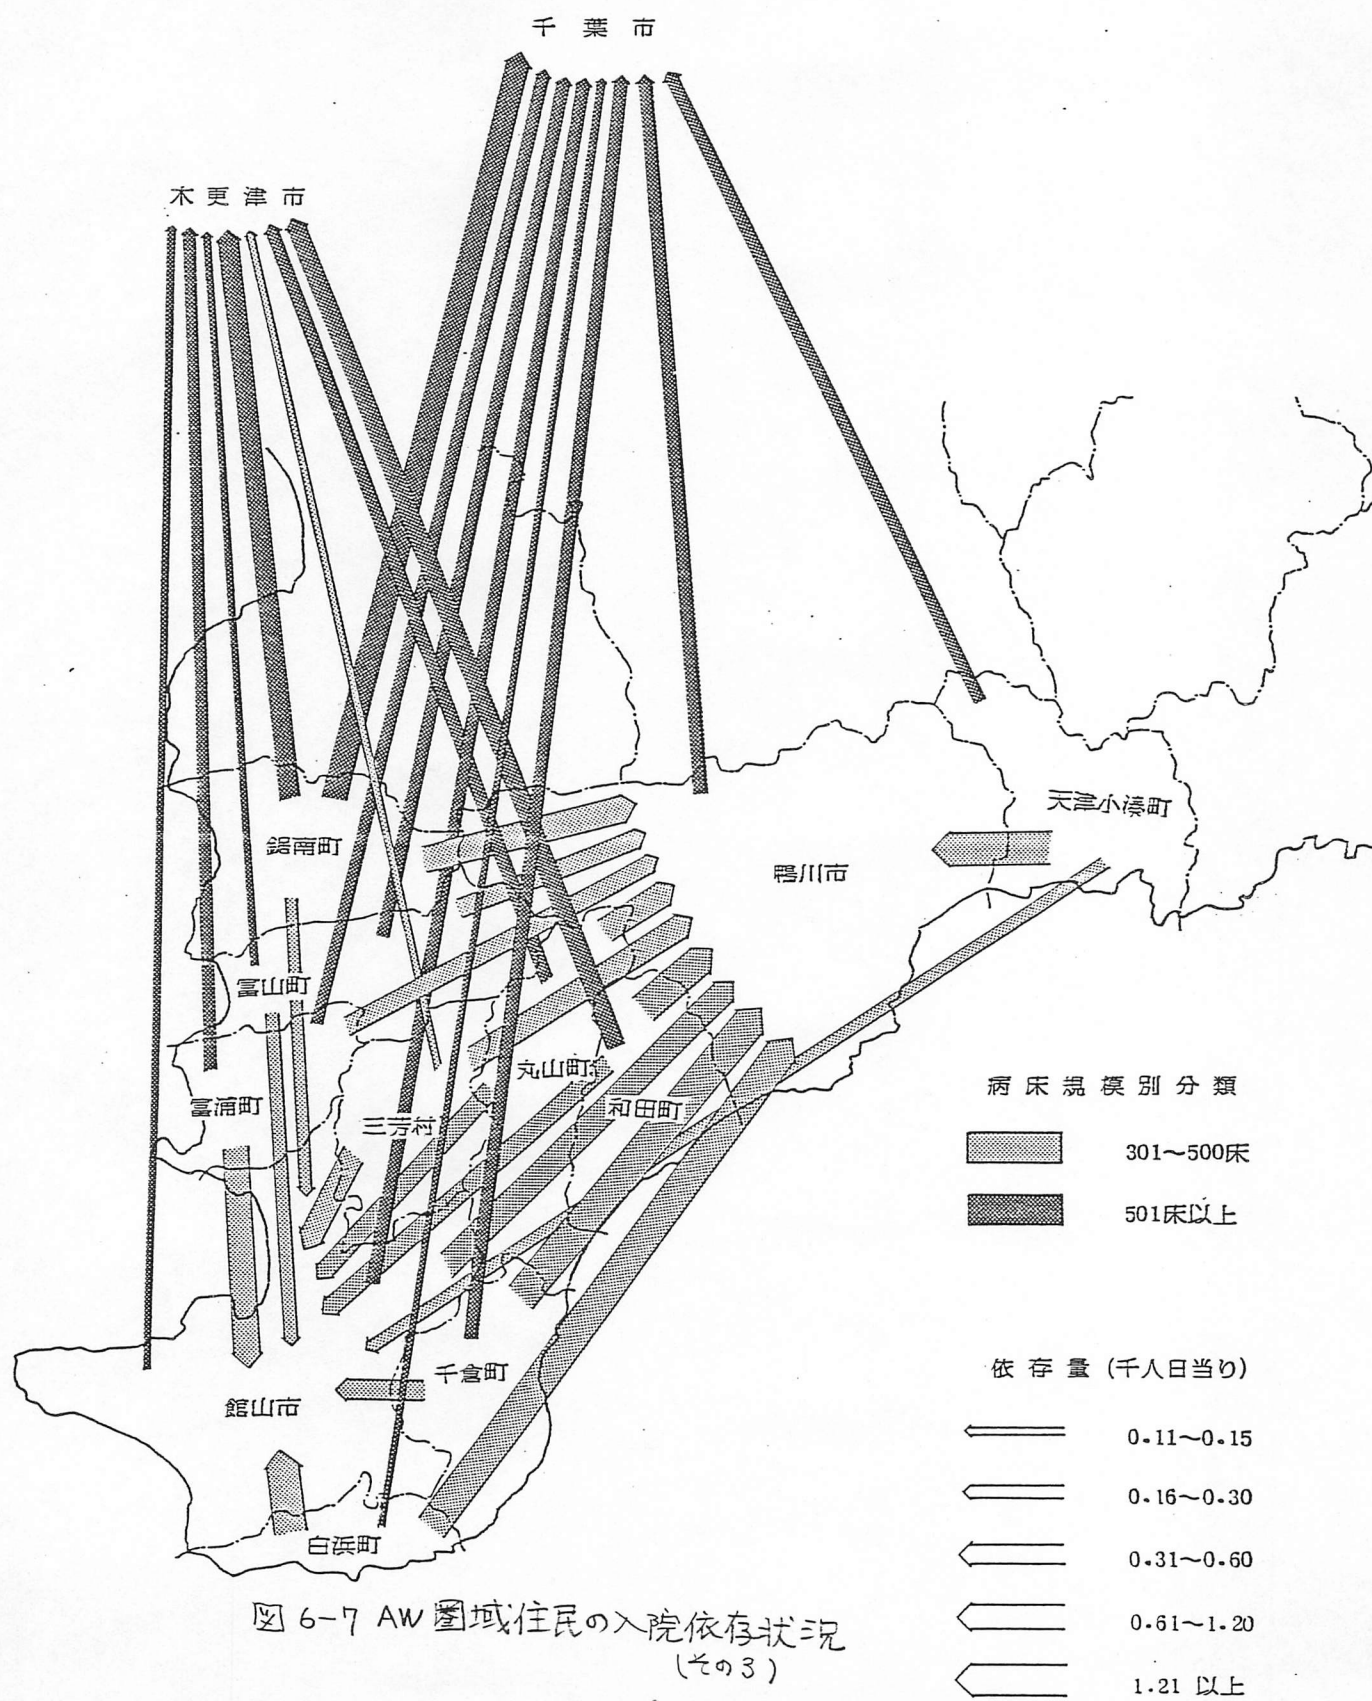 千葉市
木更津市
天津小湊町
鋸南町
鴨川市
富山町
丸山町
富浦町
和田町
三芳村
千倉町
館山市
白浜町
病床規模別分類
301〜500床
501床以上
依存量(千人日当り)
0.11〜0.15
0.16〜0.30
0.31〜0.60
0.61〜1.20
1.21 以上
図 6-7 AW 圏域住民の入院依存状況
(その3)